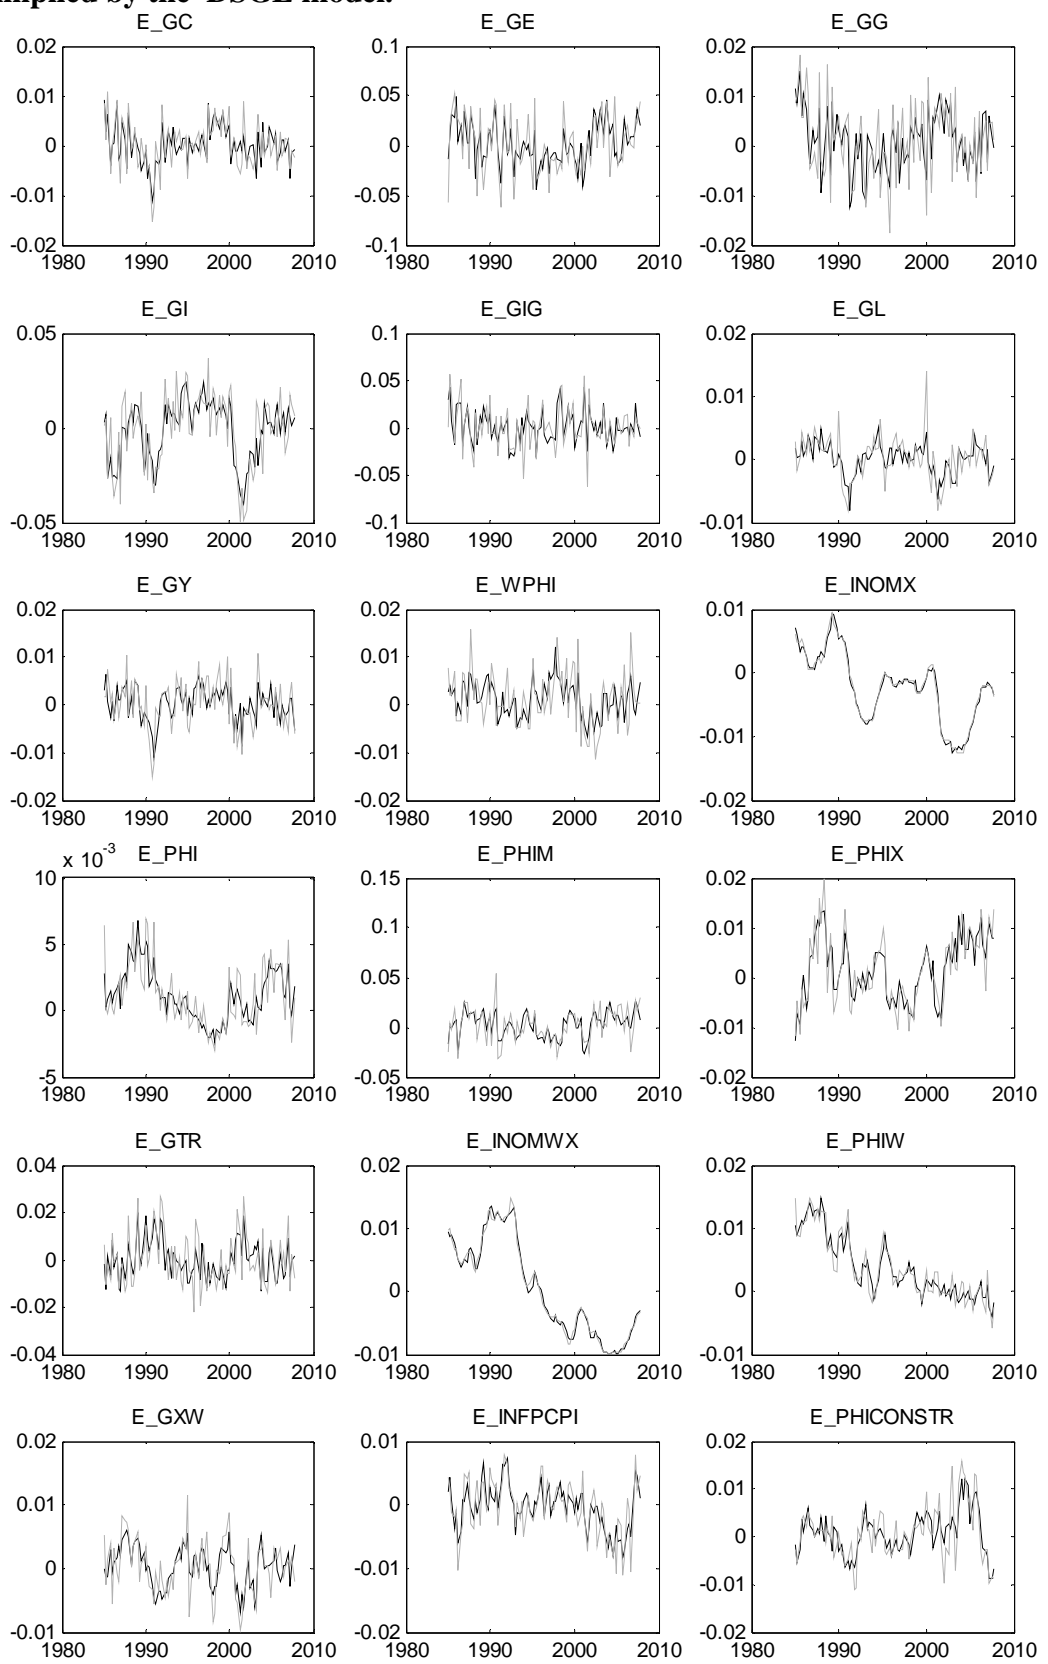 implied by the DSGE model.
E_GC E_GE E_GG
0.02 0.1 0.02
0.01 0.05 0.01
0 0 0
-0.01 -0.05 -0.01
-0.02 -0.1 -0.02
1980 1990 2000 2010 1980 1990 2000 2010 1980 1990 2000 2010
E_GI E_GIG E_GL
0.05 0.1 0.02
0.05 0.01
0 0 0
-0.05
-0.05 -0.1 -0.01
1980 1990 2000 2010 1980 1990 2000 2010 1980 1990 2000 2010
E_GY E_WPHI E_INOMX
0.02 0.02 0.01
0.01 0.01 0
0 0
-0.01 -0.01 -0.01
-0.02 -0.02 -0.02
1980 1990 2000 2010 1980 1990 2000 2010 1980 1990 2000 2010
x 10-3 E_PHI E_PHIM E_PHIX
10 0.15 0.02
5 0.1 0.01
0.05 0
0 0 -0.01
-5 -0.05 -0.02
1980 1990 2000 2010 1980 1990 2000 2010 1980 1990 2000 2010
E_GTR E_INOMWX E_PHIW
0.04 0.02 0.02
0.02 0.01 0.01
0 0 0
-0.02
-0.04 -0.01 -0.01
1980 1990 2000 2010 1980 1990 2000 2010 1980 1990 2000 2010
E_GXW E_INFPCPI E_PHICONSTR
0.02 0.01 0.02
0.01 0 0.01
0 -0.01 0
-0.01
-0.01 -0.02 -0.02
1980 1990 2000 2010 1980 1990 2000 2010 1980 1990 2000 2010